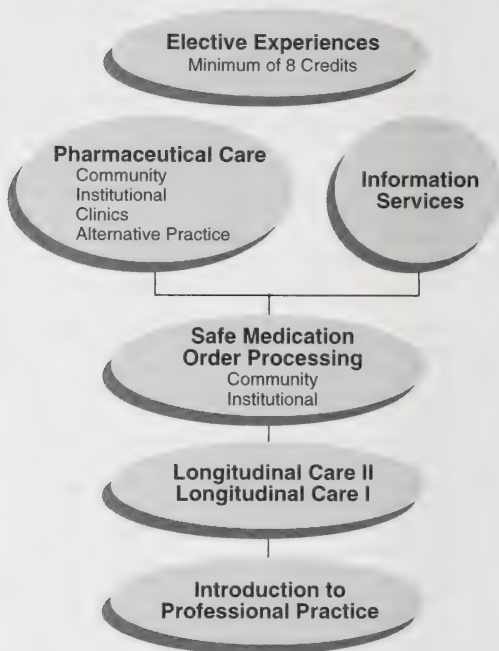 Elective Experiences
Minimum of 8 Credits
Pharmaceutical Care
Community
Institutional
Clinics
Alternative Practice
Information
Services
Safe Medication
Order Processing
Community
Institutional
Longitudinal Care II
Longitudinal Care I
Introduction to
Professional Practice